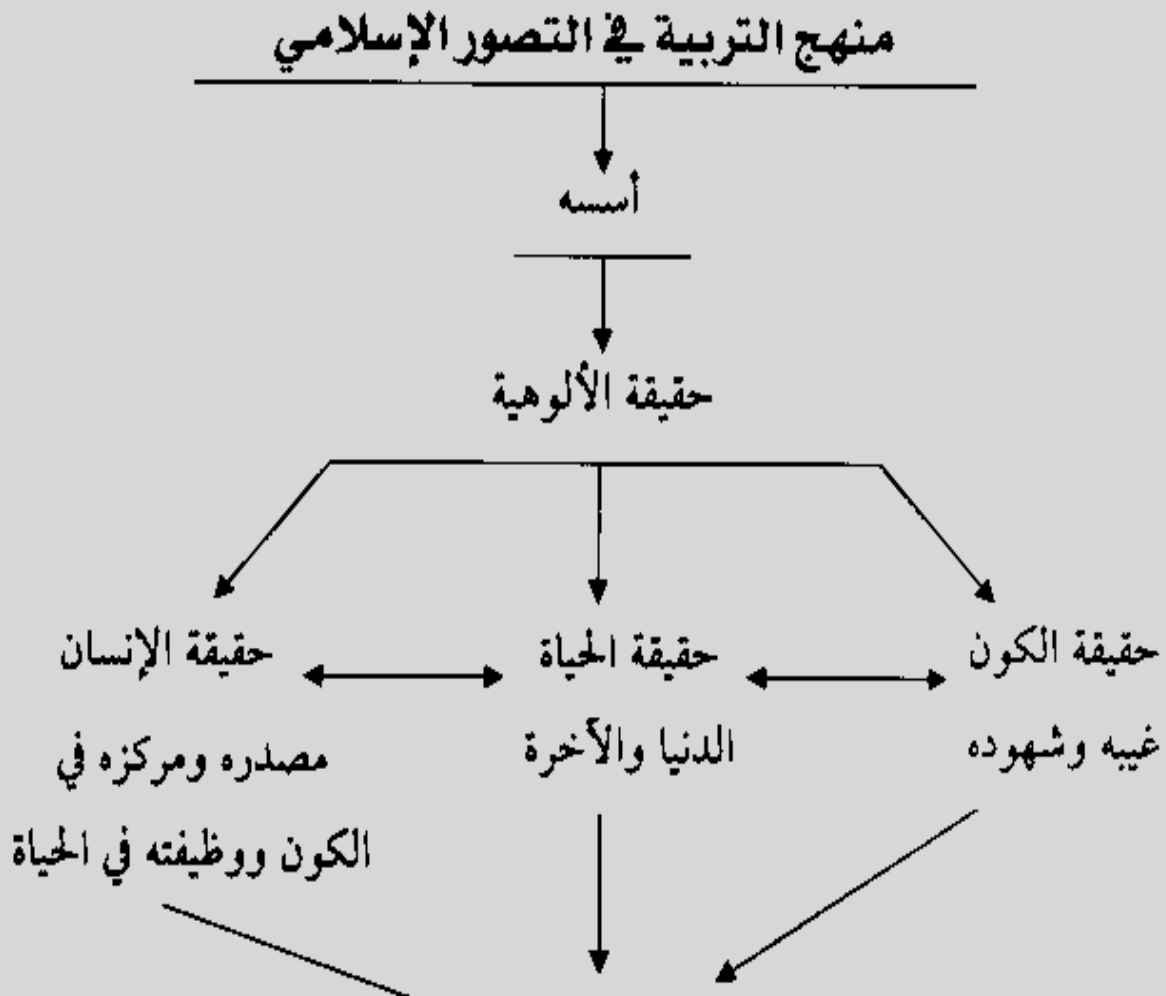 منهج التربية في التصور الإسلامي
أسسه
حقيقة الألوهية
حقيقة الكون
غيبه وشهوده
حقيقة الحياة
الدنيا والآخرة
حقيقة الإنسان
مصدره ومركزه في
الكون ووظيفته في الحياة